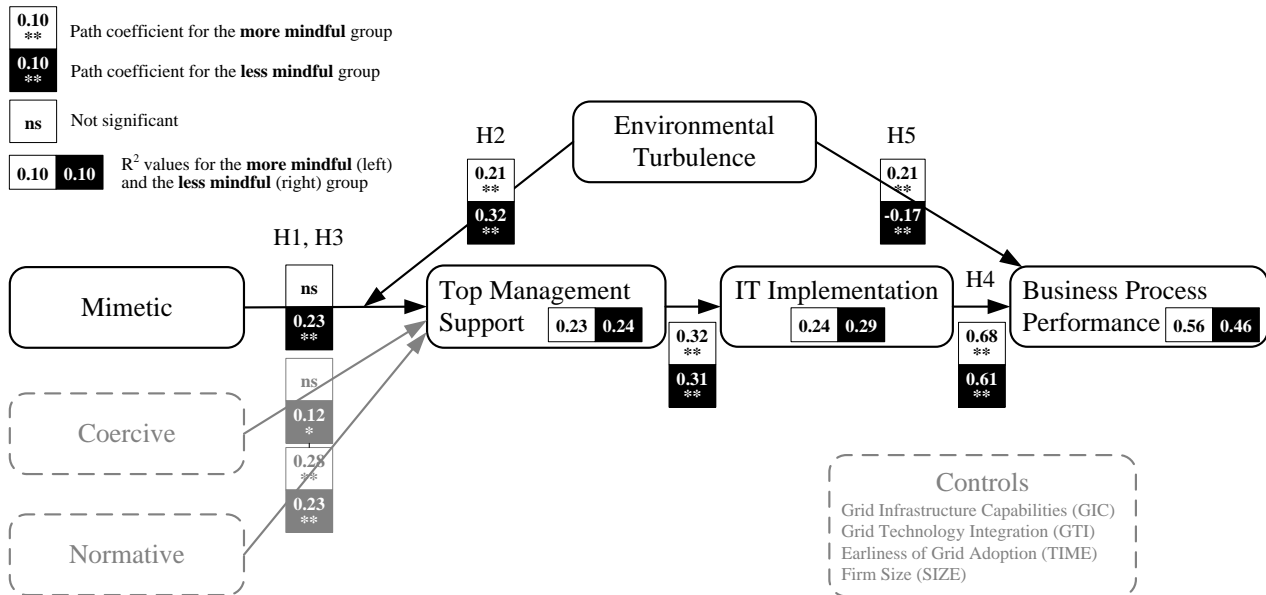 0.10
**
Path coefficient for the more mindful group
0.10
**
Path coefficient for the less mindful group
ns
Not significant
0.10 0.10
R² values for the more mindful (left)
and the less mindful (right) group
Environmental
Turbulence
H2
0.21
**
0.32
**
H5
0.21
**
-0.17
**
H1, H3
Mimetic
ns
0.23
**
Top Management
Support
0.23 0.24
0.32
**
0.31
**
IT Implementation
0.24 0.29
H4
0.68
**
0.61
**
Business Process
Performance
0.56 0.46
Coercive
ns
0.12
*
Normative
0.28
**
0.23
**
Controls
Grid Infrastructure Capabilities (GIC)
Grid Technology Integration (GTI)
Earliness of Grid Adoption (TIME)
Firm Size (SIZE)